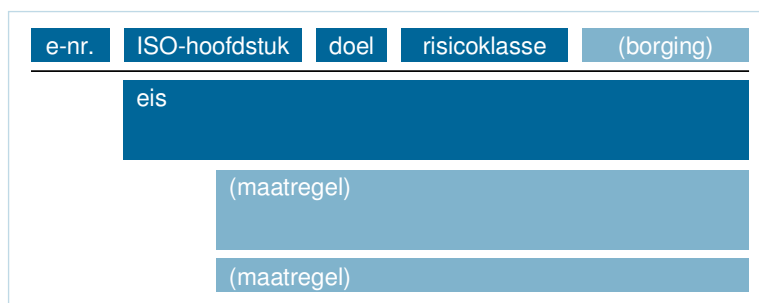 e-nr. ISO-hoofdstuk doel risicoklasse (borging)
eis
(maatregel)
(maatregel)